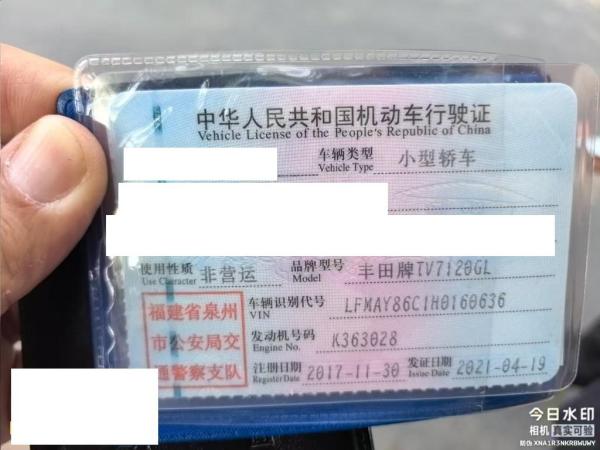 中华人民共和国机动车行驶证
Vehicle License of the People's Republic of China
车辆类型 小型轿车
Vehicle Type
使用性质 非营运 品牌型号 丰田牌TV7120GL
Use Character Model
车辆识别代号 LFMAY86C1H0160636
VIN
发动机号码 K363028
Engine No.
注册日期 2017-11-30 发证日期 2021-04-19
Register Date Issue Date
福建省泉州
市公安局交
通警察支队
今日水印
相机 真实可验
防伪 XNA1R3NKRBWUWY